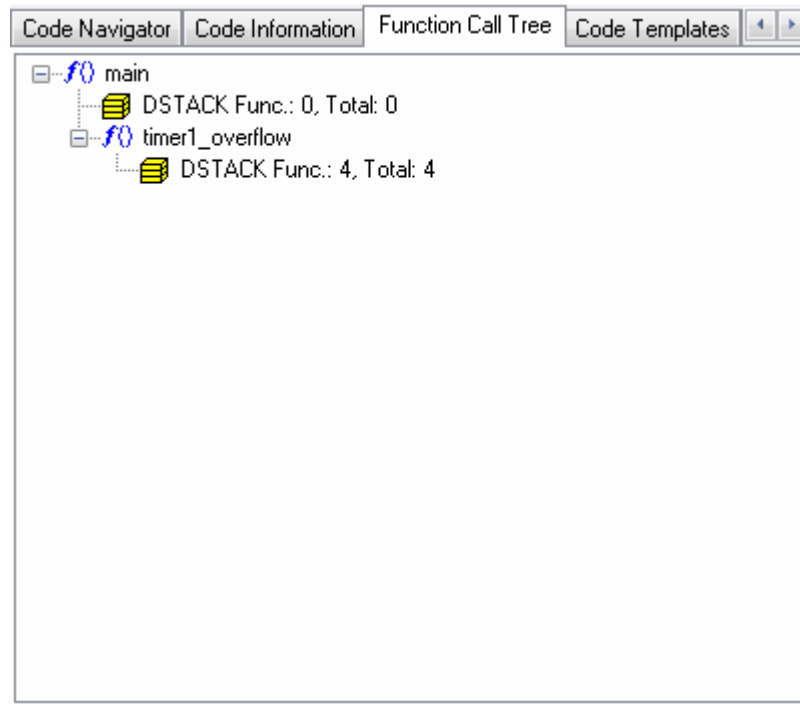 Code Navigator Code Information Function Call Tree Code Templates
f() main
DSTACK Func.: 0, Total: 0
f() timer1_overflow
DSTACK Func.: 4, Total: 4